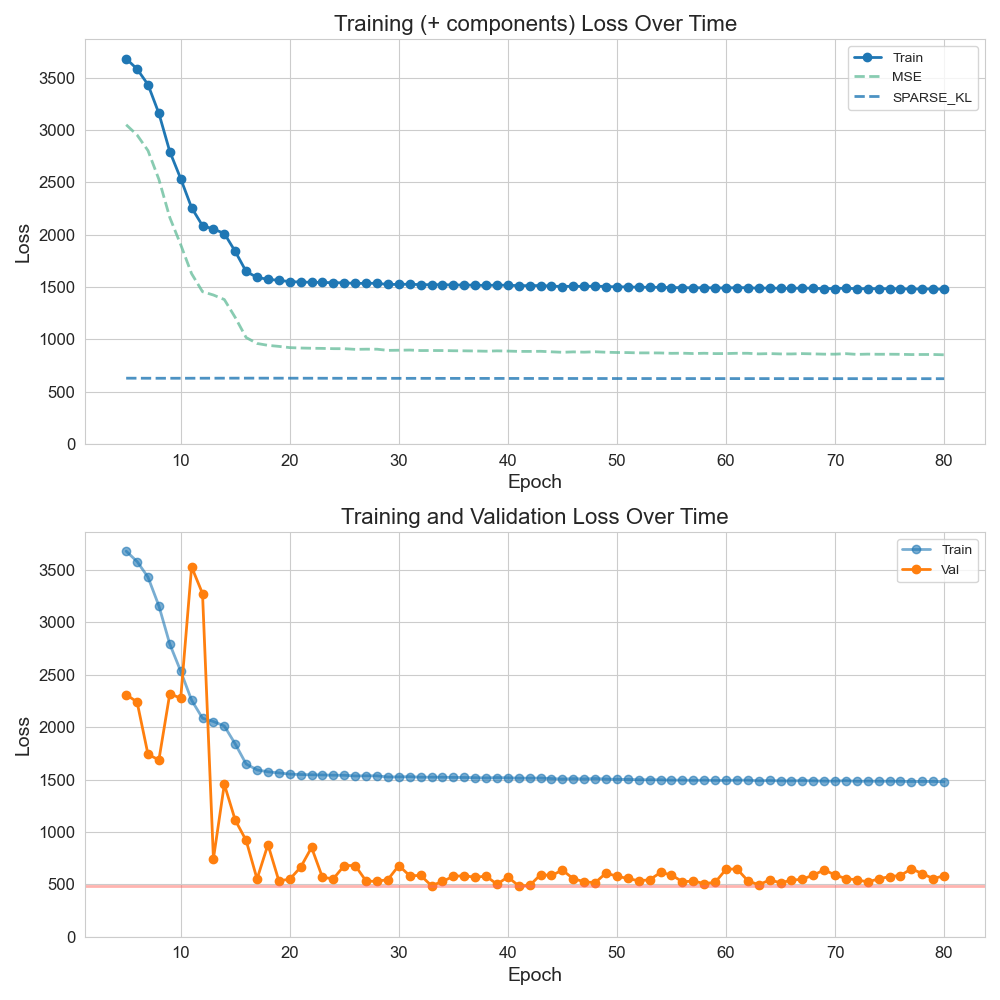 Training (+ components) Loss Over Time
Train
MSE
SPARSE_KL
Loss
3500
3000
2500
2000
1500
1000
500
0
10 20 30 40 50 60 70 80
Epoch
Training and Validation Loss Over Time
Train
Val
Loss
3500
3000
2500
2000
1500
1000
500
0
10 20 30 40 50 60 70 80
Epoch